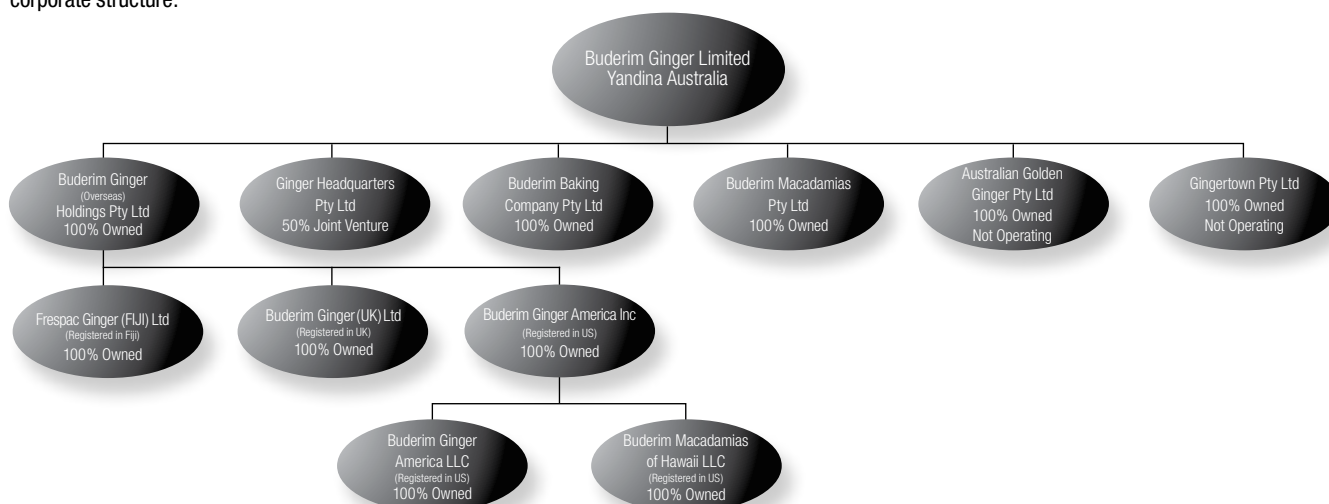 corporate structure:
Buderim Ginger Limited
Yandina Australia
Buderim Ginger
(Overseas)
Holdings Pty Ltd
100% Owned
Ginger Headquarters
Pty Ltd
50% Joint Venture
Buderim Baking
Company Pty Ltd
100% Owned
Buderim Macadamias
Pty Ltd
100% Owned
Australian Golden
Ginger Pty Ltd
100% Owned
Not Operating
Gingertown Pty Ltd
100% Owned
Not Operating
Frespac Ginger (FIJI) Ltd
(Registered in Fiji)
100% Owned
Buderim Ginger (UK) Ltd
(Registered in UK)
100% Owned
Buderim Ginger America Inc
(Registered in US)
100% Owned
Buderim Ginger
America LLC
(Registered in US)
100% Owned
Buderim Macadamias
of Hawaii LLC
(Registered in US)
100% Owned